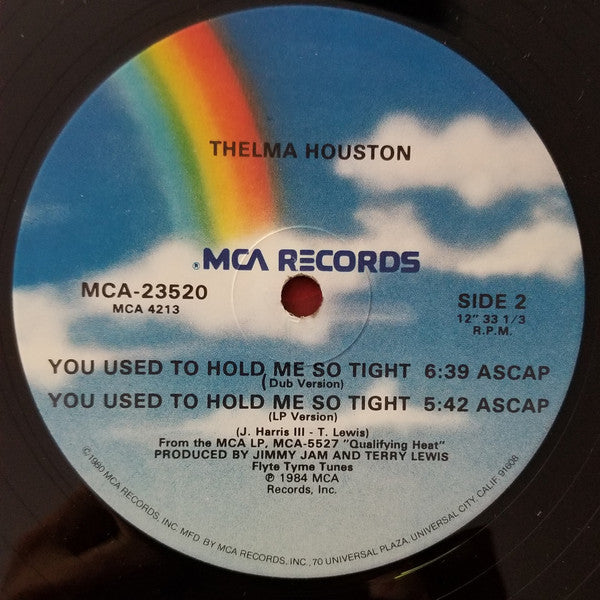 THELMA HOUSTON
® MCA RECORDS
MCA-23520
MCA 4213
SIDE 2
12" 33 1/3
R.P.M.
YOU USED TO HOLD ME SO TIGHT 6:39 ASCAP
(Dub Version)
YOU USED TO HOLD ME SO TIGHT 5:42 ASCAP
(LP Version)
(J. Harris III - T. Lewis)
From the MCA LP, MCA-5527 "Qualifying Heat"
PRODUCED BY JIMMY JAM AND TERRY LEWIS
Flyte Tyme Tunes
℗ 1984 MCA
Records, Inc.
©1980 MCA RECORDS, INC. MFD. BY MCA RECORDS, INC., 70 UNIVERSAL PLAZA, UNIVERSAL CITY, CALIF. 91608